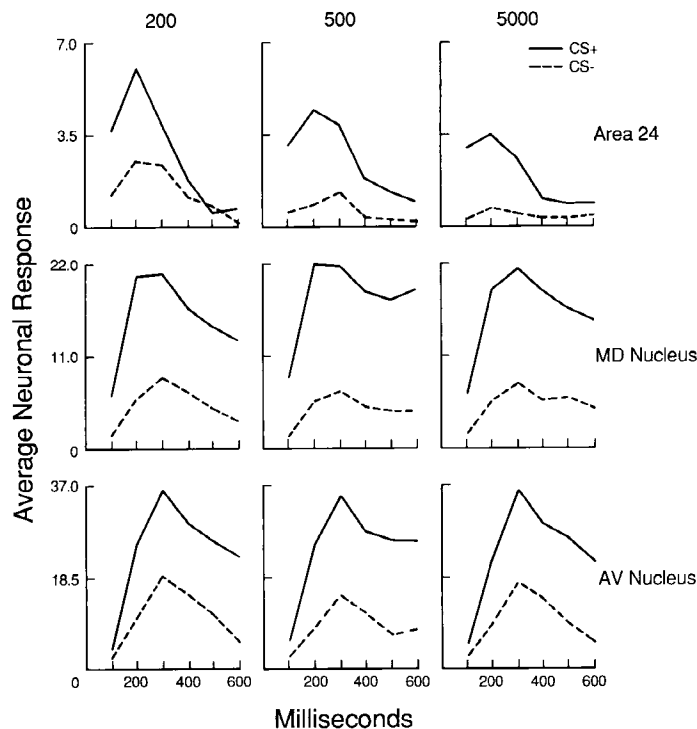 200 500 5000
7.0
CS+
CS-
3.5
Area 24
0
22.0
11.0
MD Nucleus
0
37.0
18.5
AV Nucleus
0
200 400 600 200 400 600 200 400 600
Average Neuronal Response
Milliseconds